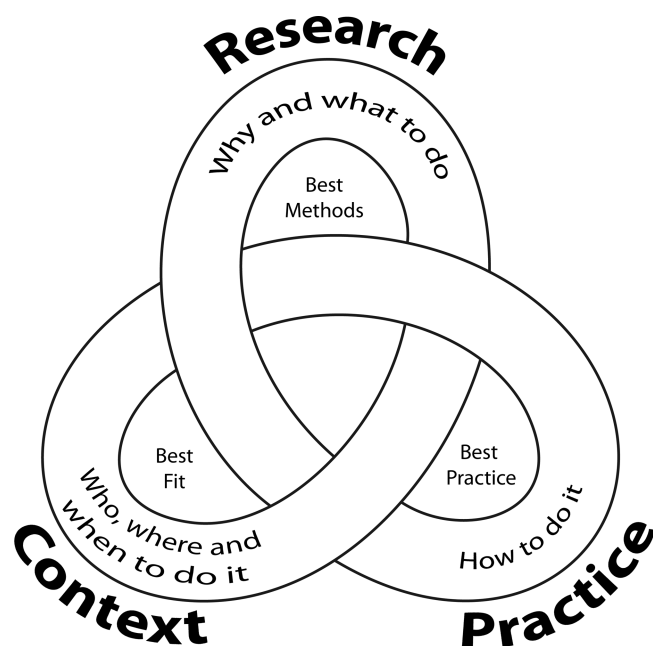 Research
Why and what to do
Best
Methods
Best
Fit
Who, where and
when to do it
Context
Best
Practice
How to do it
Practice